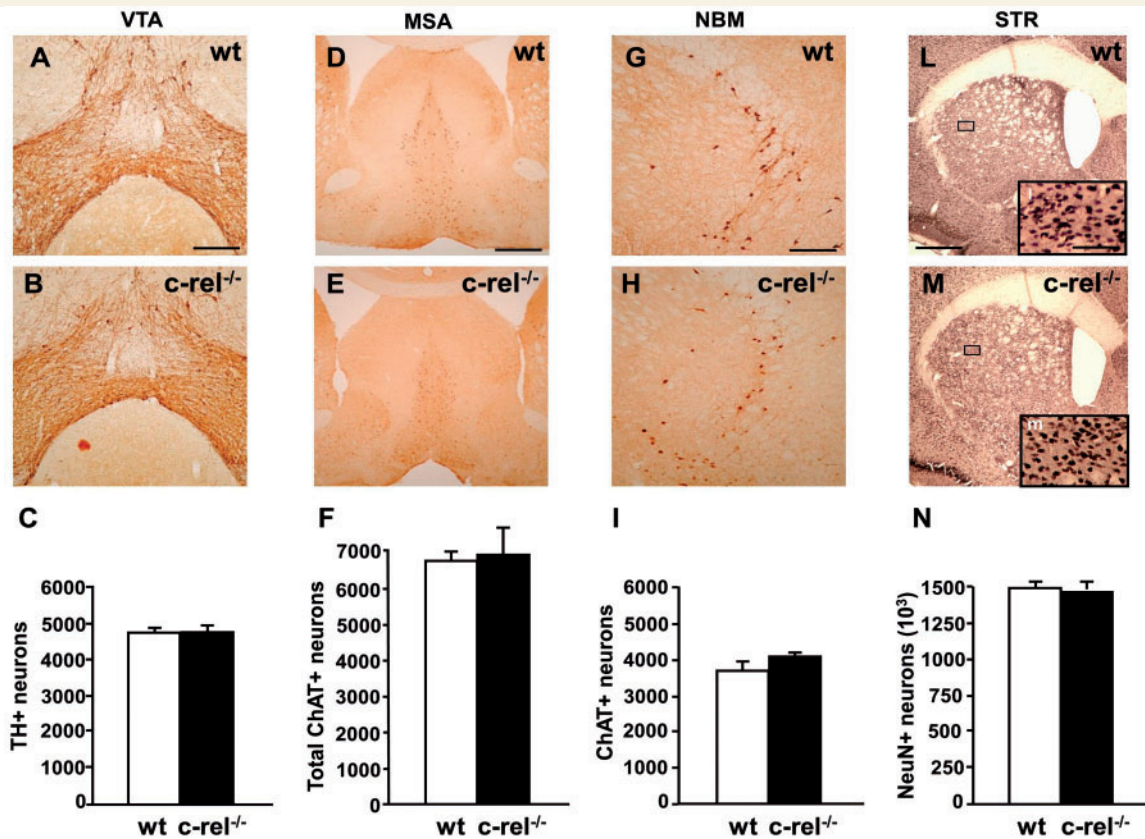 VTA
MSA
NBM
STR
A wt
D wt
G wt
L wt
B c-rel-/-
E c-rel-/-
H c-rel-/-
M c-rel-/-
m
C
F
I
N
TH+ neurons
6000
5000
4000
3000
2000
1000
0
wt c-rel-/-
Total ChAT+ neurons
7000
6000
5000
4000
3000
2000
1000
0
wt c-rel-/-
ChAT+ neurons
6000
5000
4000
3000
2000
1000
0
wt c-rel-/-
NeuN+ neurons (10³)
1500
1250
1000
750
500
250
0
wt c-rel-/-